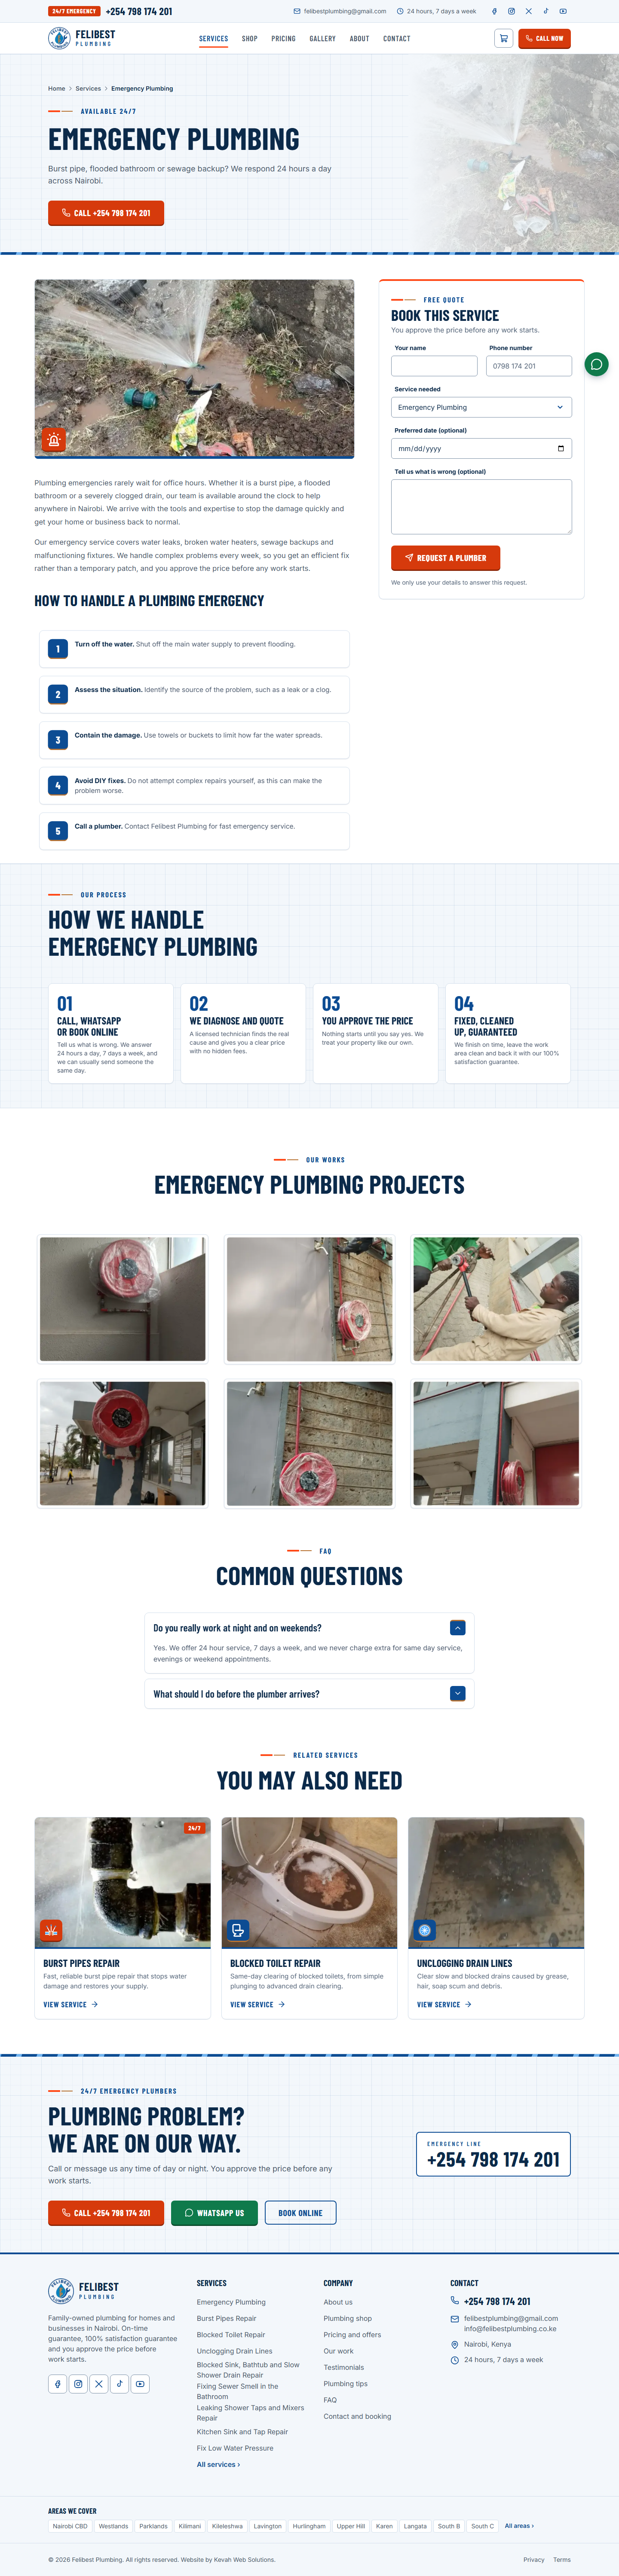 24/7 EMERGENCY +254 798 174 201
felibestplumbing@gmail.com 24 hours, 7 days a week
FELIBEST
PLUMBING
SERVICES SHOP PRICING GALLERY ABOUT CONTACT
CALL NOW
Home > Services > Emergency Plumbing
AVAILABLE 24/7
EMERGENCY PLUMBING
Burst pipe, flooded bathroom or sewage backup? We respond 24 hours a day
across Nairobi.
CALL +254 798 174 201
Plumbing emergencies rarely wait for office hours. Whether it is a burst pipe, a flooded
bathroom or a severely clogged drain, our team is available around the clock to help
anywhere in Nairobi. We arrive with the tools and expertise to stop the damage quickly and
get your home or business back to normal.
Our emergency service covers water leaks, broken water heaters, sewage backups and
malfunctioning fixtures. We handle complex problems every week, so you get an efficient fix
rather than a temporary patch, and you approve the price before any work starts.
HOW TO HANDLE A PLUMBING EMERGENCY
1 Turn off the water. Shut off the main water supply to prevent flooding.
2 Assess the situation. Identify the source of the problem, such as a leak or a clog.
3 Contain the damage. Use towels or buckets to limit how far the water spreads.
4 Avoid DIY fixes. Do not attempt complex repairs yourself, as this can make the
problem worse.
5 Call a plumber. Contact Felibest Plumbing for fast emergency service.
FREE QUOTE
BOOK THIS SERVICE
You approve the price before any work starts.
Your name Phone number
0798 174 201
Service needed
Emergency Plumbing
Preferred date (optional)
mm/dd/yyyy
Tell us what is wrong (optional)
REQUEST A PLUMBER
We only use your details to answer this request.
OUR PROCESS
HOW WE HANDLE
EMERGENCY PLUMBING
01
CALL, WHATSAPP
OR BOOK ONLINE
Tell us what is wrong. We answer
24 hours a day, 7 days a week, and
we can usually send someone the
same day.
02
WE DIAGNOSE AND QUOTE
A licensed technician finds the real
cause and gives you a clear price
with no hidden fees.
03
YOU APPROVE THE PRICE
Nothing starts until you say yes. We
treat your property like our own.
04
FIXED, CLEANED
UP, GUARANTEED
We finish on time, leave the work
area clean and back it with our 100%
satisfaction guarantee.
OUR WORKS
EMERGENCY PLUMBING PROJECTS
FAQ
COMMON QUESTIONS
Do you really work at night and on weekends?
Yes. We offer 24 hour service, 7 days a week, and we never charge extra for same day service,
evenings or weekend appointments.
What should I do before the plumber arrives?
RELATED SERVICES
YOU MAY ALSO NEED
24/7
BURST PIPES REPAIR
Fast, reliable burst pipe repair that stops water
damage and restores your supply.
VIEW SERVICE
BLOCKED TOILET REPAIR
Same-day clearing of blocked toilets, from simple
plunging to advanced drain clearing.
VIEW SERVICE
UNCLOGGING DRAIN LINES
Clear slow and blocked drains caused by grease,
hair, soap scum and debris.
VIEW SERVICE
24/7 EMERGENCY PLUMBERS
PLUMBING PROBLEM?
WE ARE ON OUR WAY.
Call or message us any time of day or night. You approve the price before any
work starts.
CALL +254 798 174 201
WHATSAPP US
BOOK ONLINE
EMERGENCY LINE
+254 798 174 201
FELIBEST
PLUMBING
Family-owned plumbing for homes and
businesses in Nairobi. On-time
guarantee, 100% satisfaction guarantee
and you approve the price before
work starts.
SERVICES
Emergency Plumbing
Burst Pipes Repair
Blocked Toilet Repair
Unclogging Drain Lines
Blocked Sink, Bathtub and Slow
Shower Drain Repair
Fixing Sewer Smell in the
Bathroom
Leaking Shower Taps and Mixers
Repair
Kitchen Sink and Tap Repair
Fix Low Water Pressure
All services ›
COMPANY
About us
Plumbing shop
Pricing and offers
Our work
Testimonials
Plumbing tips
FAQ
Contact and booking
CONTACT
+254 798 174 201
felibestplumbing@gmail.com
info@felibestplumbing.co.ke
Nairobi, Kenya
24 hours, 7 days a week
AREAS WE COVER
Nairobi CBD Westlands Parklands Kilimani Kileleshwa Lavington Hurlingham Upper Hill Karen Langata South B South C All areas ›
© 2026 Felibest Plumbing. All rights reserved. Website by Kevah Web Solutions.
Privacy Terms